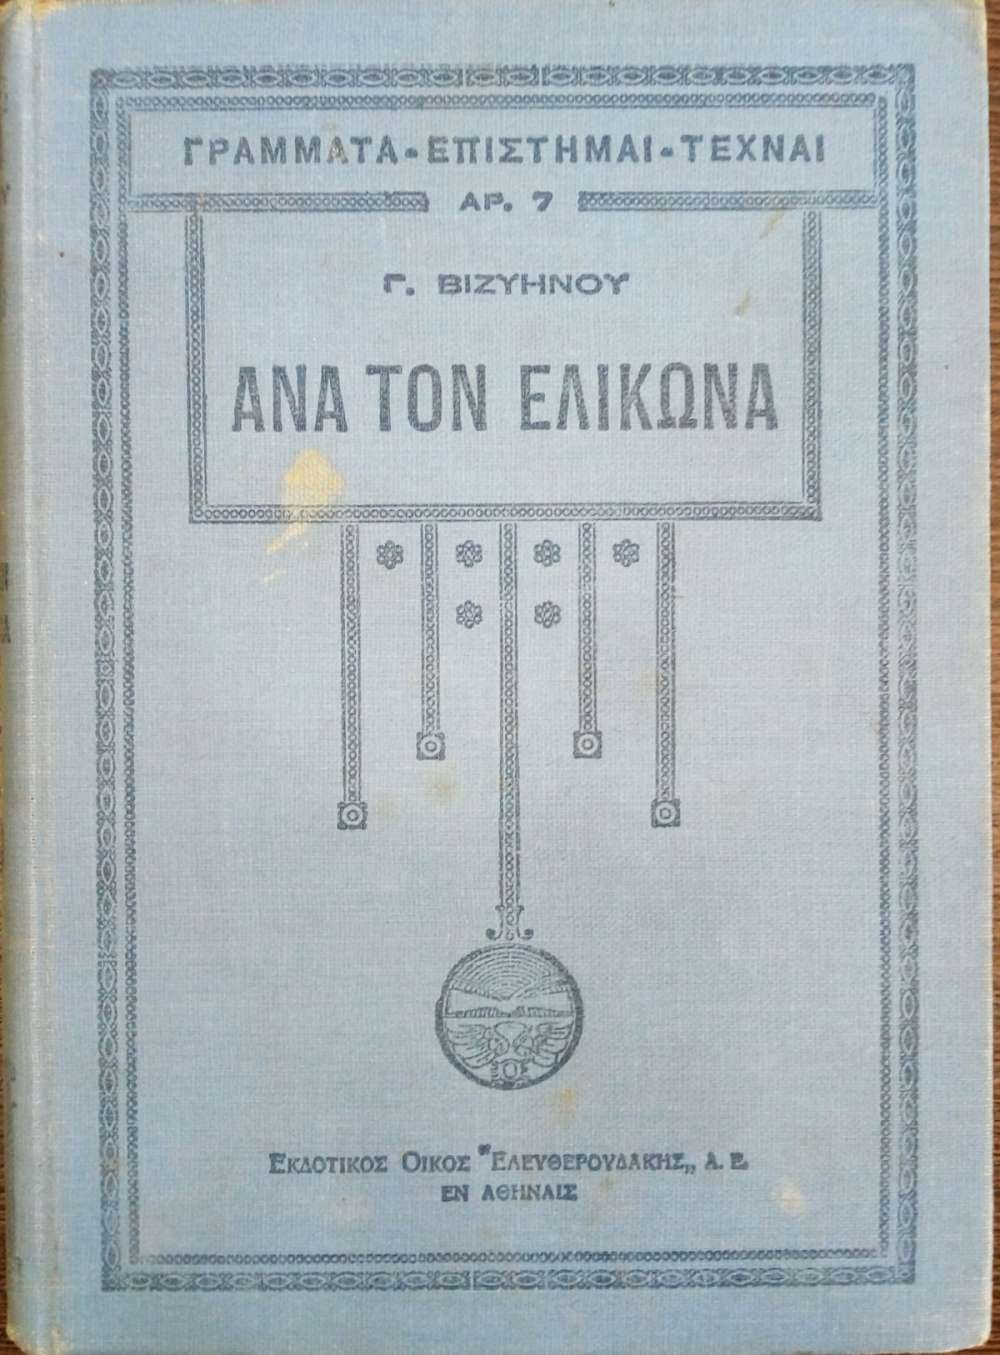 ΓΡΑΜΜΑΤΑ-ΕΠΙΣΤΗΜΑΙ-ΤΕΧΝΑΙ
ΑΡ. 7
Γ. ΒΙΖΥΗΝΟΥ
ΑΝΑ ΤΟΝ ΕΛΙΚΩΝΑ
ΕΚΔΟΤΙΚΟΣ ΟΙΚΟΣ "ΕΛΕΥΘΕΡΟΥΔΑΚΗΣ„ Α. Ε.
ΕΝ ΑΘΗΝΑΙΣ